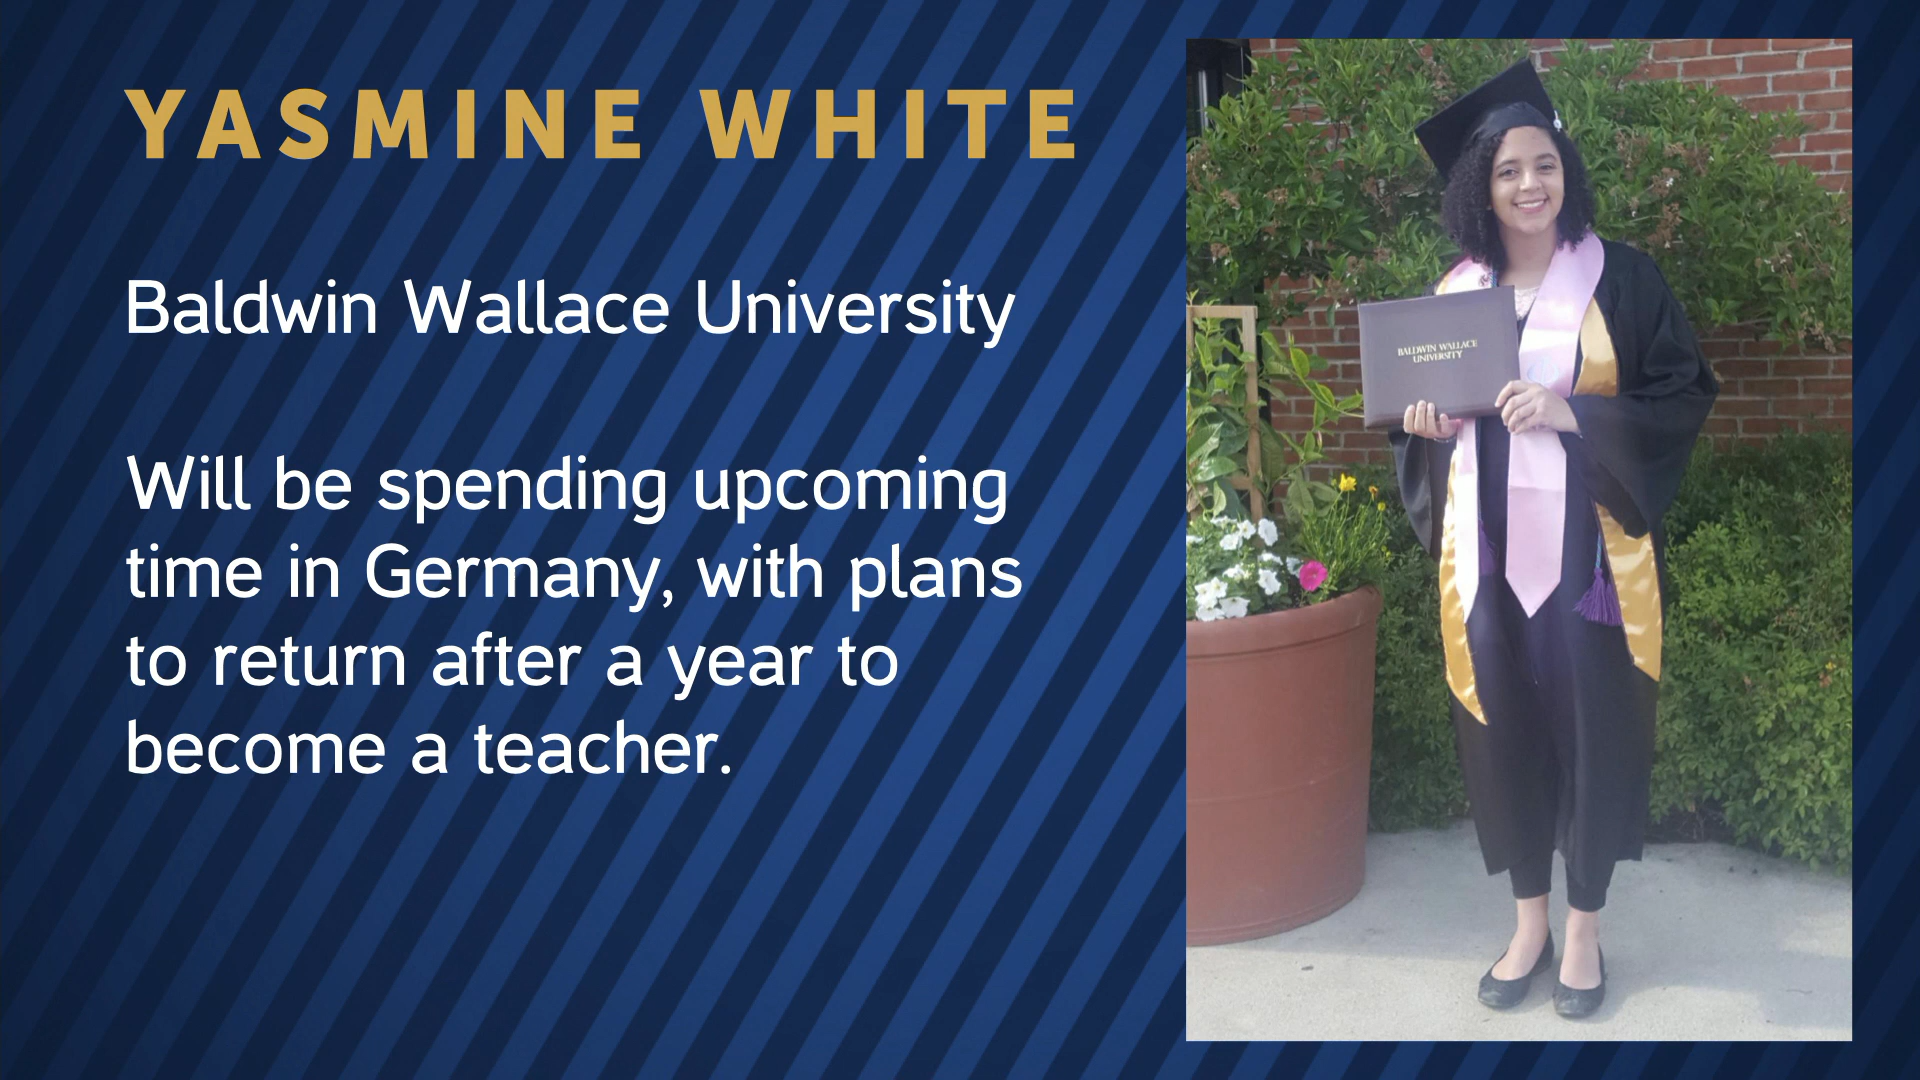 YASMINE WHITE
Baldwin Wallace University
Will be spending upcoming
time in Germany, with plans
to return after a year to
become a teacher.
BALDWIN WALLACE
UNIVERSITY